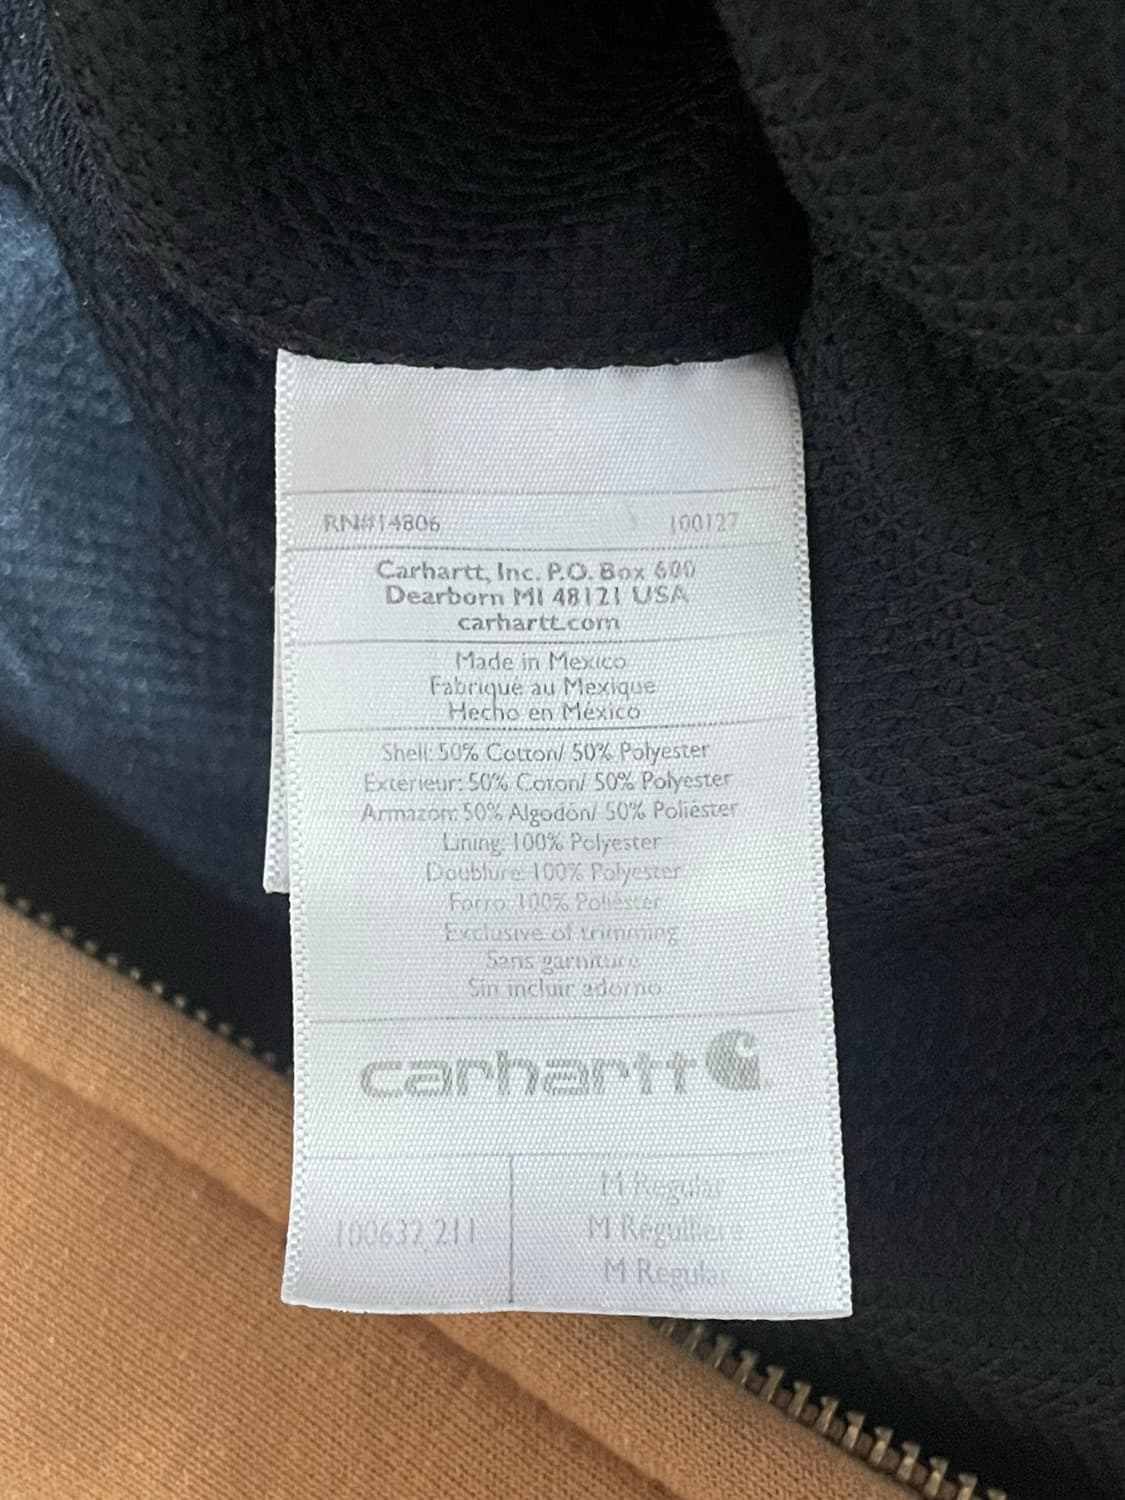 RN#14806 100127
Carhartt, Inc. P.O. Box 600
Dearborn MI 48121 USA
carhartt.com
Made in Mexico
Fabriqué au Mexique
Hecho en México
Shell: 50% Cotton/ 50% Polyester
Exterieur: 50% Coton/ 50% Polyester
Armazón: 50% Algodón/ 50% Poliéster
Lining: 100% Polyester
Doublure: 100% Polyester
Forro: 100% Poliéster
Exclusive of trimming
Sans garniture
Sin incluir adorno
carhartt
100632 211
M Regular
M Régulliere
M Regular